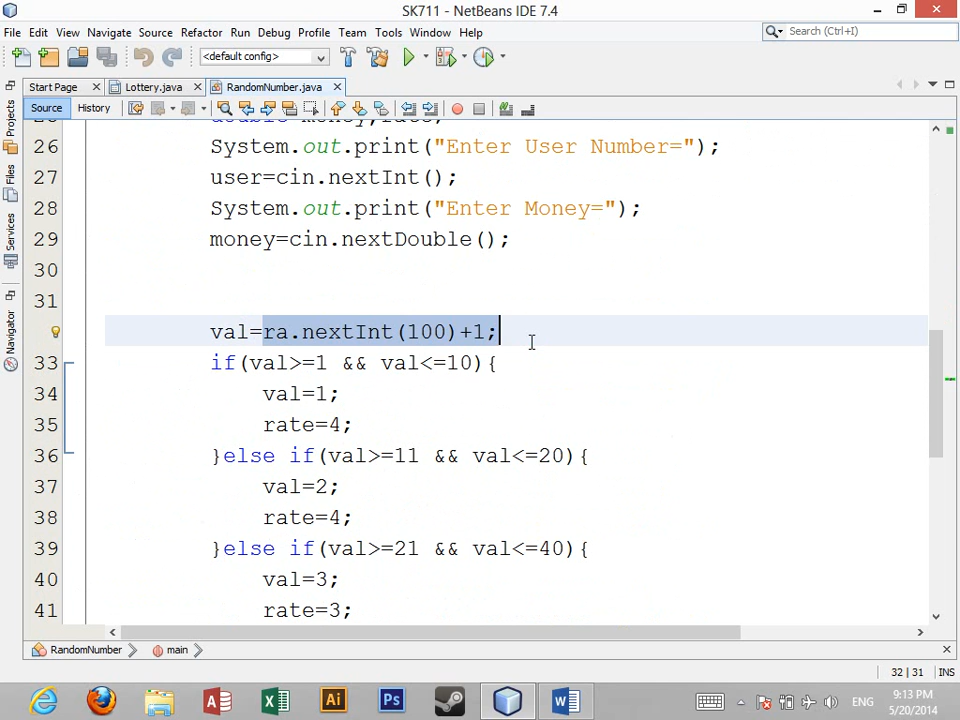 SK711 - NetBeans IDE 7.4
File Edit View Navigate Source Refactor Run Debug Profile Team Tools Window Help
Search (Ctrl+I)
<default config>
Start Page Lottery.java RandomNumber.java
Source History
Projects
Files
Services
Navigator
26 System.out.print("Enter User Number=");
27 user=cin.nextInt();
28 System.out.print("Enter Money=");
29 money=cin.nextDouble();
30
31
val=ra.nextInt(100)+1;
33 if(val>=1 && val<=10){
34 val=1;
35 rate=4;
36 }else if(val>=11 && val<=20){
37 val=2;
38 rate=4;
39 }else if(val>=21 && val<=40){
40 val=3;
41 rate=3;
RandomNumber main
32 | 31 INS
ENG
9:13 PM
5/20/2014